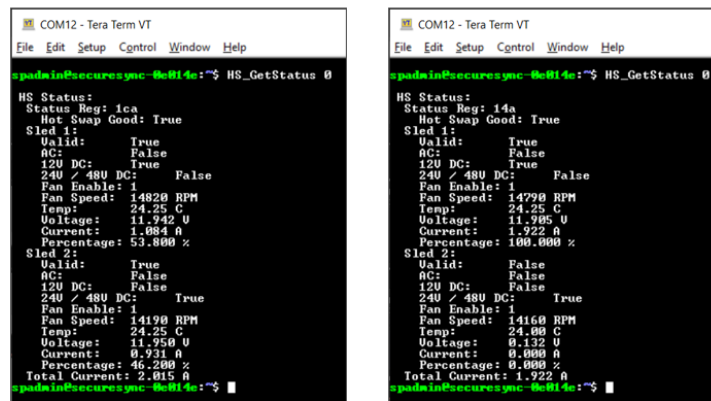 COM12 - Tera Term VT
File Edit Setup Control Window Help
spadmin@securesync-0e014e:~$ HS_GetStatus 0
HS Status:
Status Reg: 1ca
Hot Swap Good: True
Sled 1:
Valid: True
AC: False
12V DC: True
24V / 48V DC: False
Fan Enable: 1
Fan Speed: 14820 RPM
Temp: 24.25 C
Voltage: 11.942 V
Current: 1.084 A
Percentage: 53.800 %
Sled 2:
Valid: True
AC: False
12V DC: False
24V / 48V DC: True
Fan Enable: 1
Fan Speed: 14190 RPM
Temp: 24.25 C
Voltage: 11.950 V
Current: 0.931 A
Percentage: 46.200 %
Total Current: 2.015 A
spadmin@securesync-0e014e:~$
COM12 - Tera Term VT
File Edit Setup Control Window Help
spadmin@securesync-0e014e:~$ HS_GetStatus 0
HS Status:
Status Reg: 14a
Hot Swap Good: True
Sled 1:
Valid: True
AC: False
12V DC: True
24V / 48V DC: False
Fan Enable: 1
Fan Speed: 14790 RPM
Temp: 24.25 C
Voltage: 11.905 V
Current: 1.922 A
Percentage: 100.000 %
Sled 2:
Valid: False
AC: False
12V DC: False
24V / 48V DC: True
Fan Enable: 1
Fan Speed: 14160 RPM
Temp: 24.00 C
Voltage: 0.132 V
Current: 0.000 A
Percentage: 0.000 %
Total Current: 1.922 A
spadmin@securesync-0e014e:~$